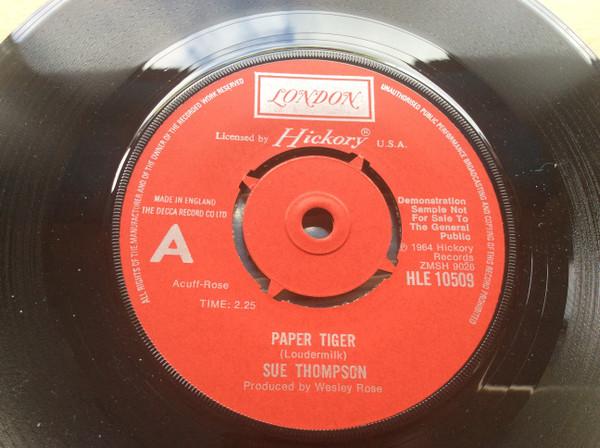 LONDON
Licensed by Hickory® U.S.A.
ALL RIGHTS OF THE MANUFACTURER AND OF THE OWNER OF THE RECORDED WORK RESERVED
UNAUTHORISED PUBLIC PERFORMANCE BROADCASTING AND COPYING OF THIS RECORD PROHIBITED
MADE IN ENGLAND
THE DECCA RECORD CO LTD
A
Demonstration
Sample Not
For Sale To
The General
Public
℗ 1964 Hickory
Records
ZMSH 9026
HLE 10509
Acuff-Rose
TIME: 2.25
PAPER TIGER
(Loudermilk)
SUE THOMPSON
Produced by Wesley Rose